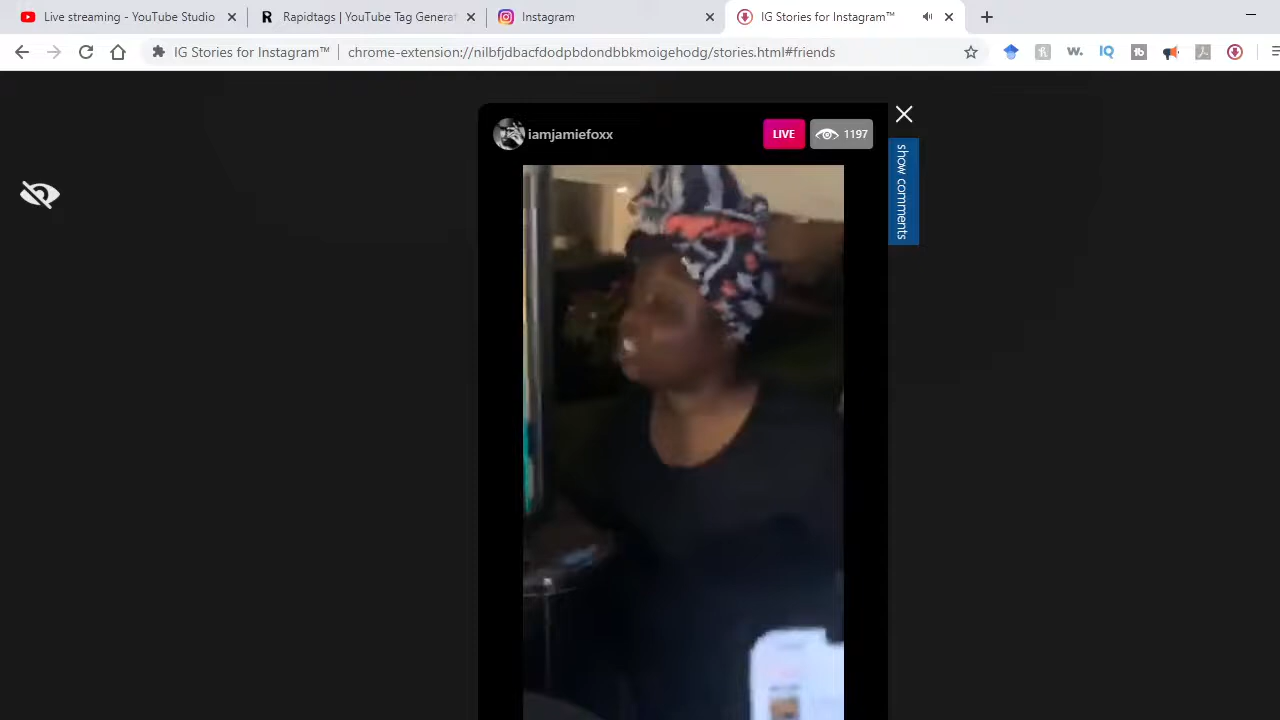 Live streaming - YouTube Studio
Rapidtags | YouTube Tag Generat
Instagram
IG Stories for Instagram™
IG Stories for Instagram™
chrome-extension://nilbfjdbacfdodpbdondbbkmoigehodg/stories.html#friends
iamjamiefoxx
LIVE
1197
show comments